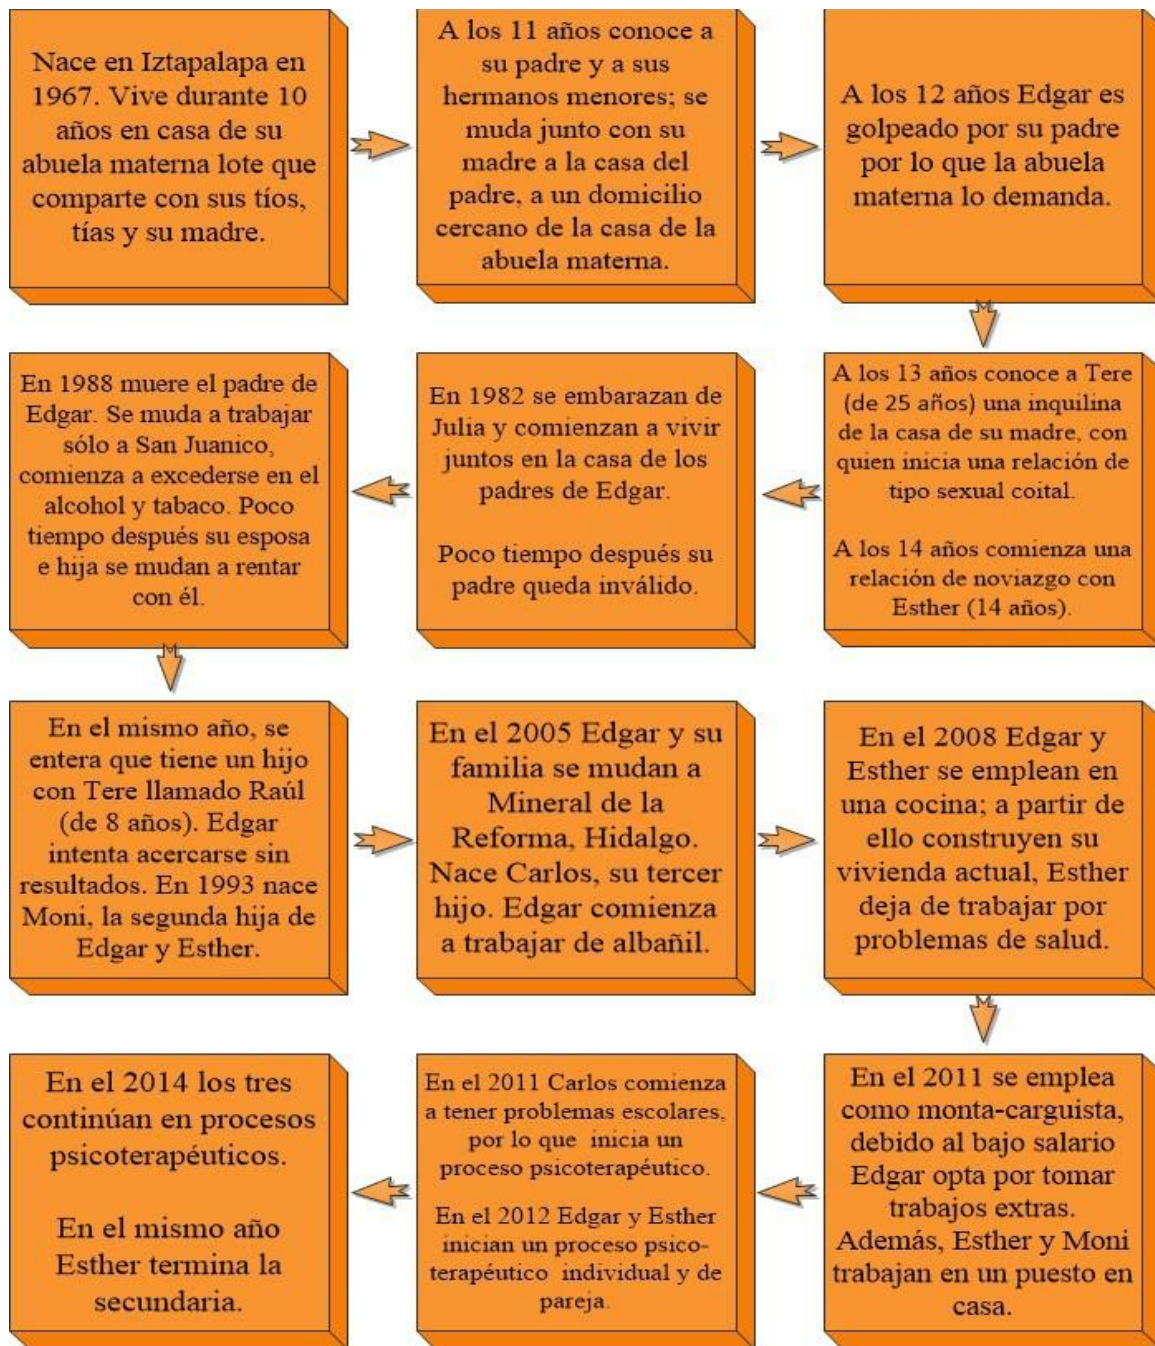 Nace en Iztapalapa en
1967. Vive durante 10
años en casa de su
abuela materna lote que
comparte con sus tíos,
tías y su madre.
A los 11 años conoce a
su padre y a sus
hermanos menores; se
muda junto con su
madre a la casa del
padre, a un domicilio
cercano de la casa de la
abuela materna.
A los 12 años Edgar es
golpeado por su padre
por lo que la abuela
materna lo demanda.
A los 13 años conoce a Tere
(de 25 años) una inquilina
de la casa de su madre, con
quien inicia una relación de
tipo sexual coital.
A los 14 años comienza una
relación de noviazgo con
Esther (14 años).
En 1982 se embarazan de
Julia y comienzan a vivir
juntos en la casa de los
padres de Edgar.
Poco tiempo después su
padre queda inválido.
En 1988 muere el padre de
Edgar. Se muda a trabajar
sólo a San Juanico,
comienza a excederse en el
alcohol y tabaco. Poco
tiempo después su esposa
e hija se mudan a rentar
con él.
En el mismo año, se
entera que tiene un hijo
con Tere llamado Raúl
(de 8 años). Edgar
intenta acercarse sin
resultados. En 1993 nace
Moni, la segunda hija de
Edgar y Esther.
En el 2005 Edgar y su
familia se mudan a
Mineral de la
Reforma, Hidalgo.
Nace Carlos, su tercer
hijo. Edgar comienza
a trabajar de albañil.
En el 2008 Edgar y
Esther se emplean en
una cocina; a partir de
ello construyen su
vivienda actual, Esther
deja de trabajar por
problemas de salud.
En el 2011 se emplea
como monta-carguista,
debido al bajo salario
Edgar opta por tomar
trabajos extras.
Además, Esther y Moni
trabajan en un puesto en
casa.
En el 2011 Carlos comienza
a tener problemas escolares,
por lo que inicia un
proceso psicoterapéutico.
En el 2012 Edgar y Esther
inician un proceso psico-
terapéutico individual y de
pareja.
En el 2014 los tres
continúan en procesos
psicoterapéuticos.
En el mismo año
Esther termina la
secundaria.